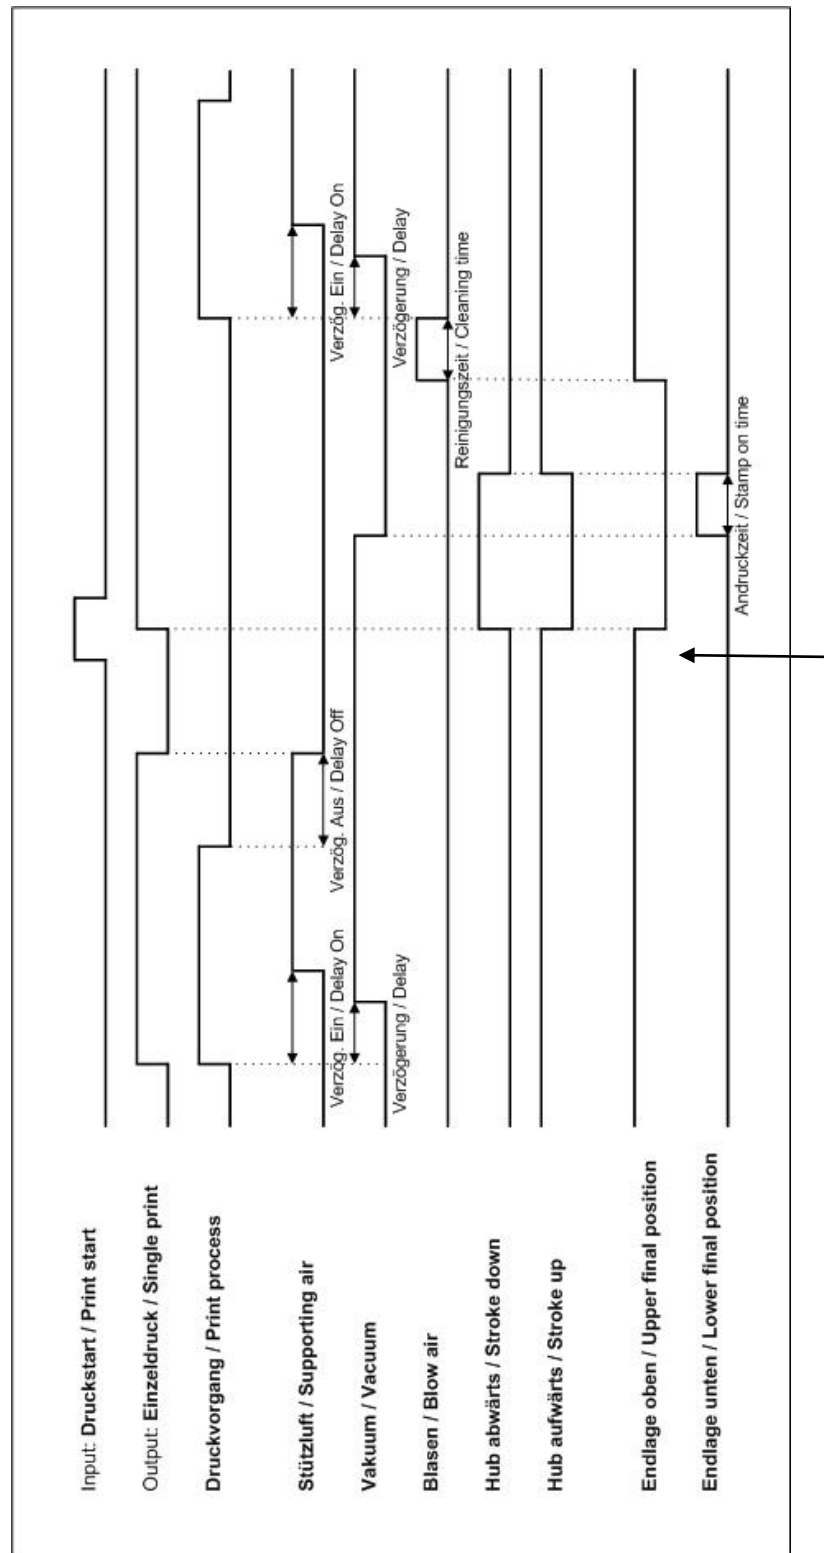 Input: Druckstart / Print start
Output: Einzeldruck / Single print
Druckvorgang / Print process
Stützluft / Supporting air
Verzög. Ein / Delay On
Verzög. Aus / Delay Off
Verzög. Ein / Delay On
Vakuum / Vacuum
Verzögerung / Delay
Verzögerung / Delay
Blasen / Blow air
Reinigungszeit / Cleaning time
Hub abwärts / Stroke down
Hub aufwärts / Stroke up
Endlage oben / Upper final position
Endlage unten / Lower final position
Andruckzeit / Stamp on time